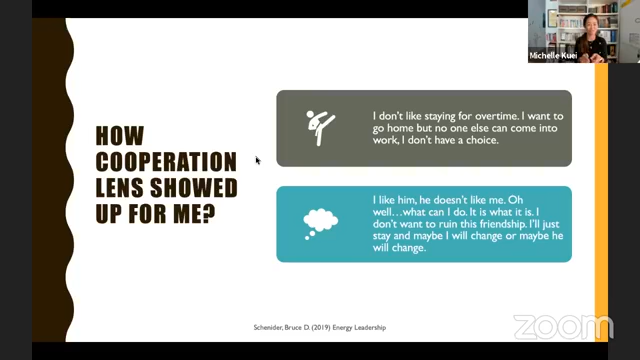 Michelle Kuei
HOW
COOPERATION
LENS SHOWED
UP FOR ME?
I don't like staying for overtime. I want to
go home but no one else can come into
work, I don't have a choice.
I like him, he doesn't like me. Oh
well...what can I do. It is what it is. I
don't want to ruin this friendship. I'll just
stay and maybe I will change or maybe he
will change.
Schenider, Bruce D. (2019) Energy Leadership
zoom